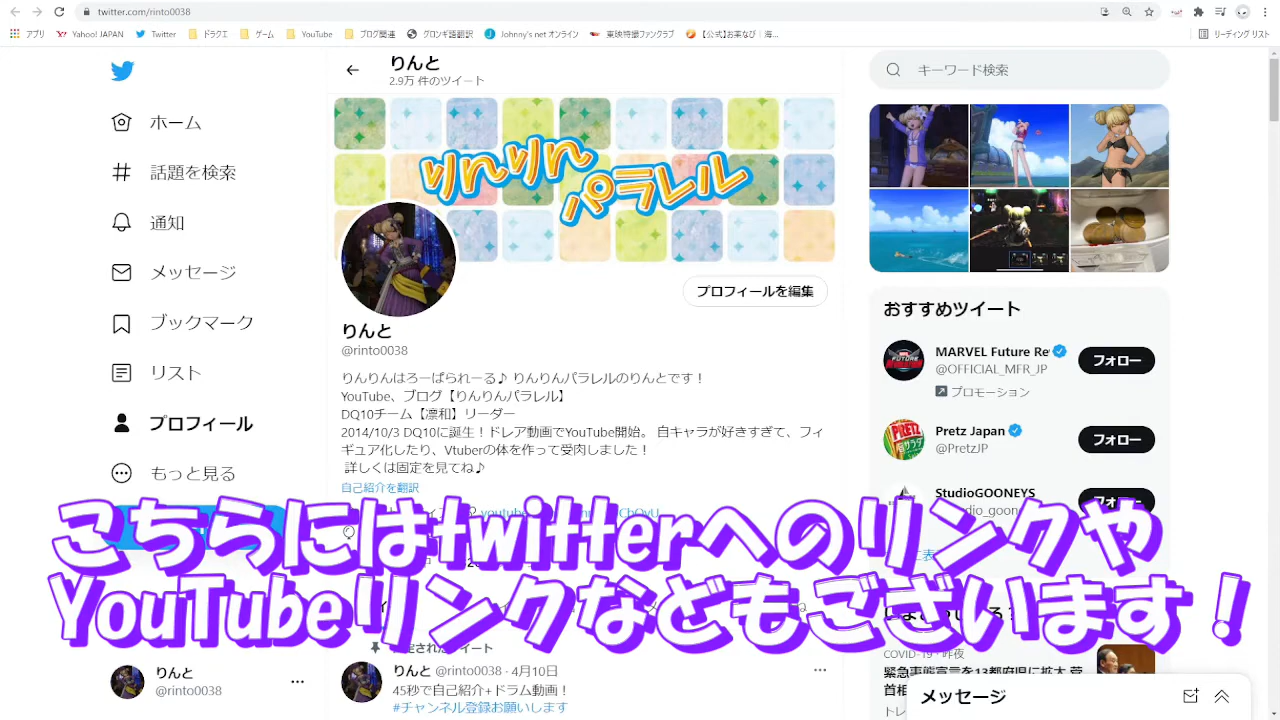 twitter.com/rinto0038
アプリ Yahoo! JAPAN Twitter ドラクエ ゲーム YouTube ブログ関連 グロンギ語翻訳 Johnny's net オンライン 東映特撮ファンクラブ 【公式】お菓なび｜海... リーディング リスト
りんと
2.9万 件のツイート
キーワード検索
ホーム
話題を検索
通知
メッセージ
ブックマーク
リスト
プロフィール
もっと見る
りんりん
パラレル
プロフィールを編集
りんと
@rinto0038
りんりんはろーぱられーる♪ りんりんパラレルのりんとです！
YouTube、ブログ【りんりんパラレル】
DQ10チーム【凛和】リーダー
2014/10/3 DQ10に誕生！ドレア動画でYouTube開始。 自キャラが好きすぎて、フィ
ギュア化したり、Vtuberの体を作って受肉しました！
詳しくは固定を見てね♪
自己紹介を翻訳
おすすめツイート
MARVEL Future Re
@OFFICIAL_MFR_JP
プロモーション
フォロー
Pretz Japan
@PretzJP
フォロー
StudioGOONEYS
フォロー
こちらにはtwitterへのリンクや
YouTubeリンクなどもございます！
りんと @rinto0038 · 4月10日
45秒で自己紹介+ドラム動画！
#チャンネル登録お願いします
りんと
@rinto0038
COVID-19 · 昨夜
緊急事態宣言を13都府県に拡大 菅
首相
メッセージ